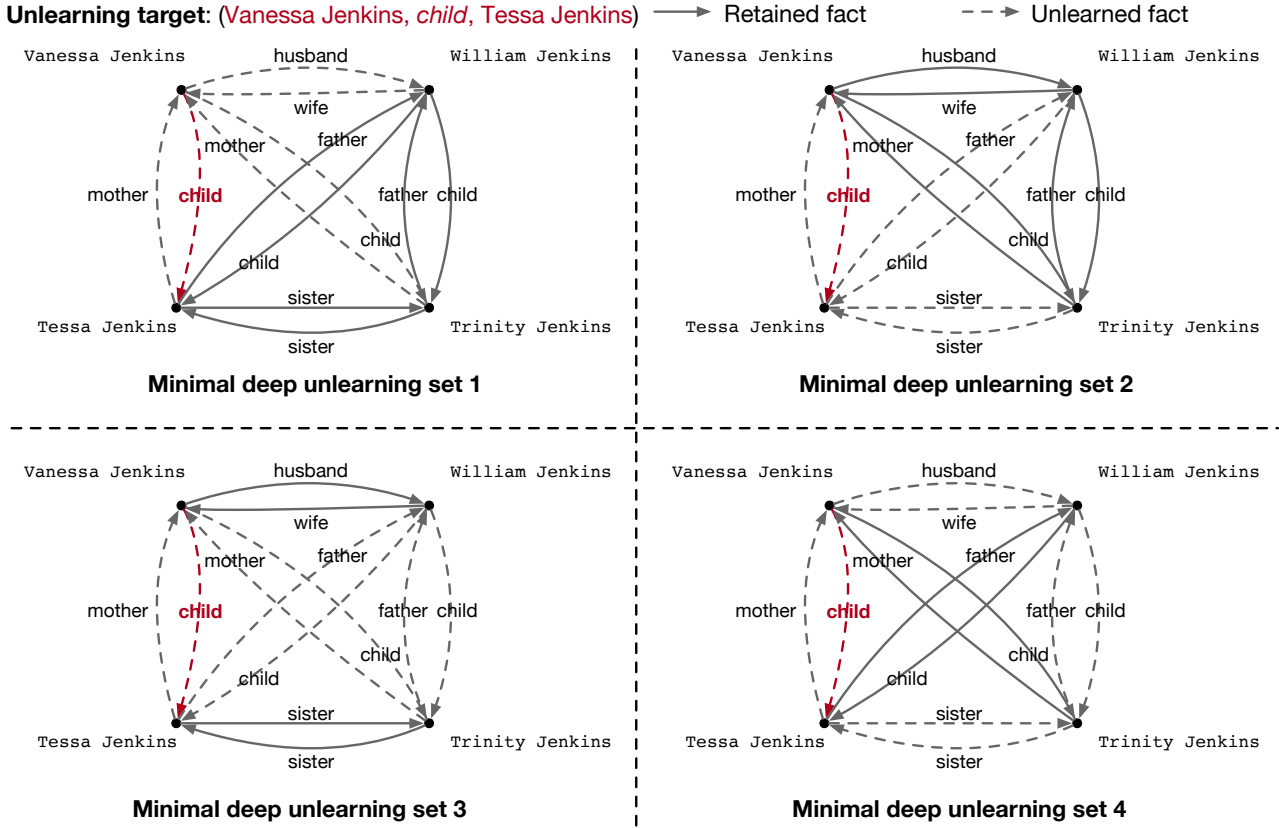 Unlearning target: (Vanessa Jenkins, child, Tessa Jenkins) Retained fact Unlearned fact
Vanessa Jenkins husband William Jenkins
wife
mother father
mother child father child
child
child
sister
Tessa Jenkins Trinity Jenkins
sister
Minimal deep unlearning set 1
Vanessa Jenkins husband William Jenkins
wife
mother father
mother child father child
child
child
sister
Tessa Jenkins Trinity Jenkins
sister
Minimal deep unlearning set 2
Vanessa Jenkins husband William Jenkins
wife
mother father
mother child father child
child
child
sister
Tessa Jenkins Trinity Jenkins
sister
Minimal deep unlearning set 3
Vanessa Jenkins husband William Jenkins
wife
mother father
mother child father child
child
child
sister
Tessa Jenkins Trinity Jenkins
sister
Minimal deep unlearning set 4